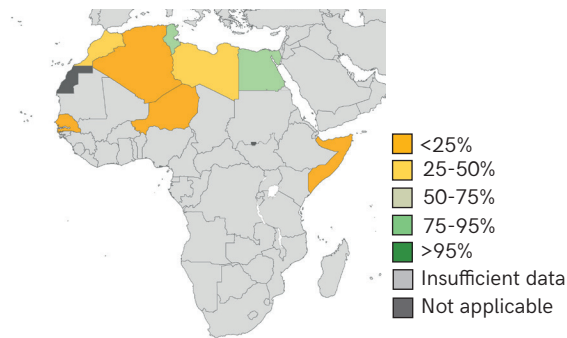 <25%
25-50%
50-75%
75-95%
>95%
Insufficient data
Not applicable